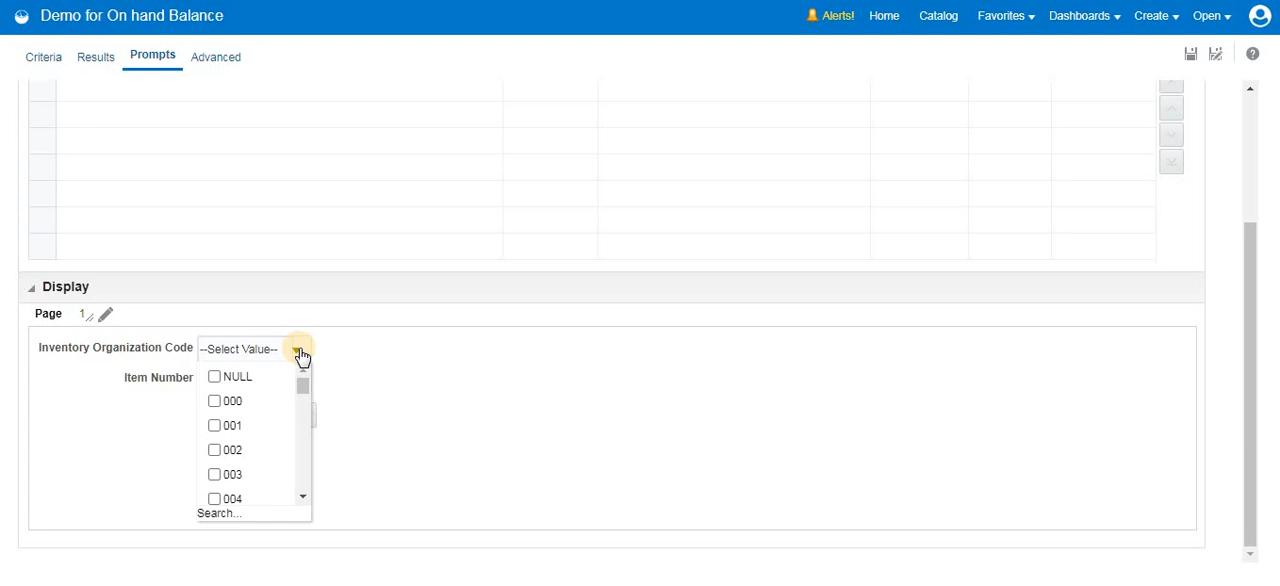 Demo for On hand Balance
Alerts! Home Catalog Favorites Dashboards Create Open
Criteria Results Prompts Advanced
Display
Page 1
Inventory Organization Code --Select Value--
NULL
Item Number
000
001
002
003
004
Search...